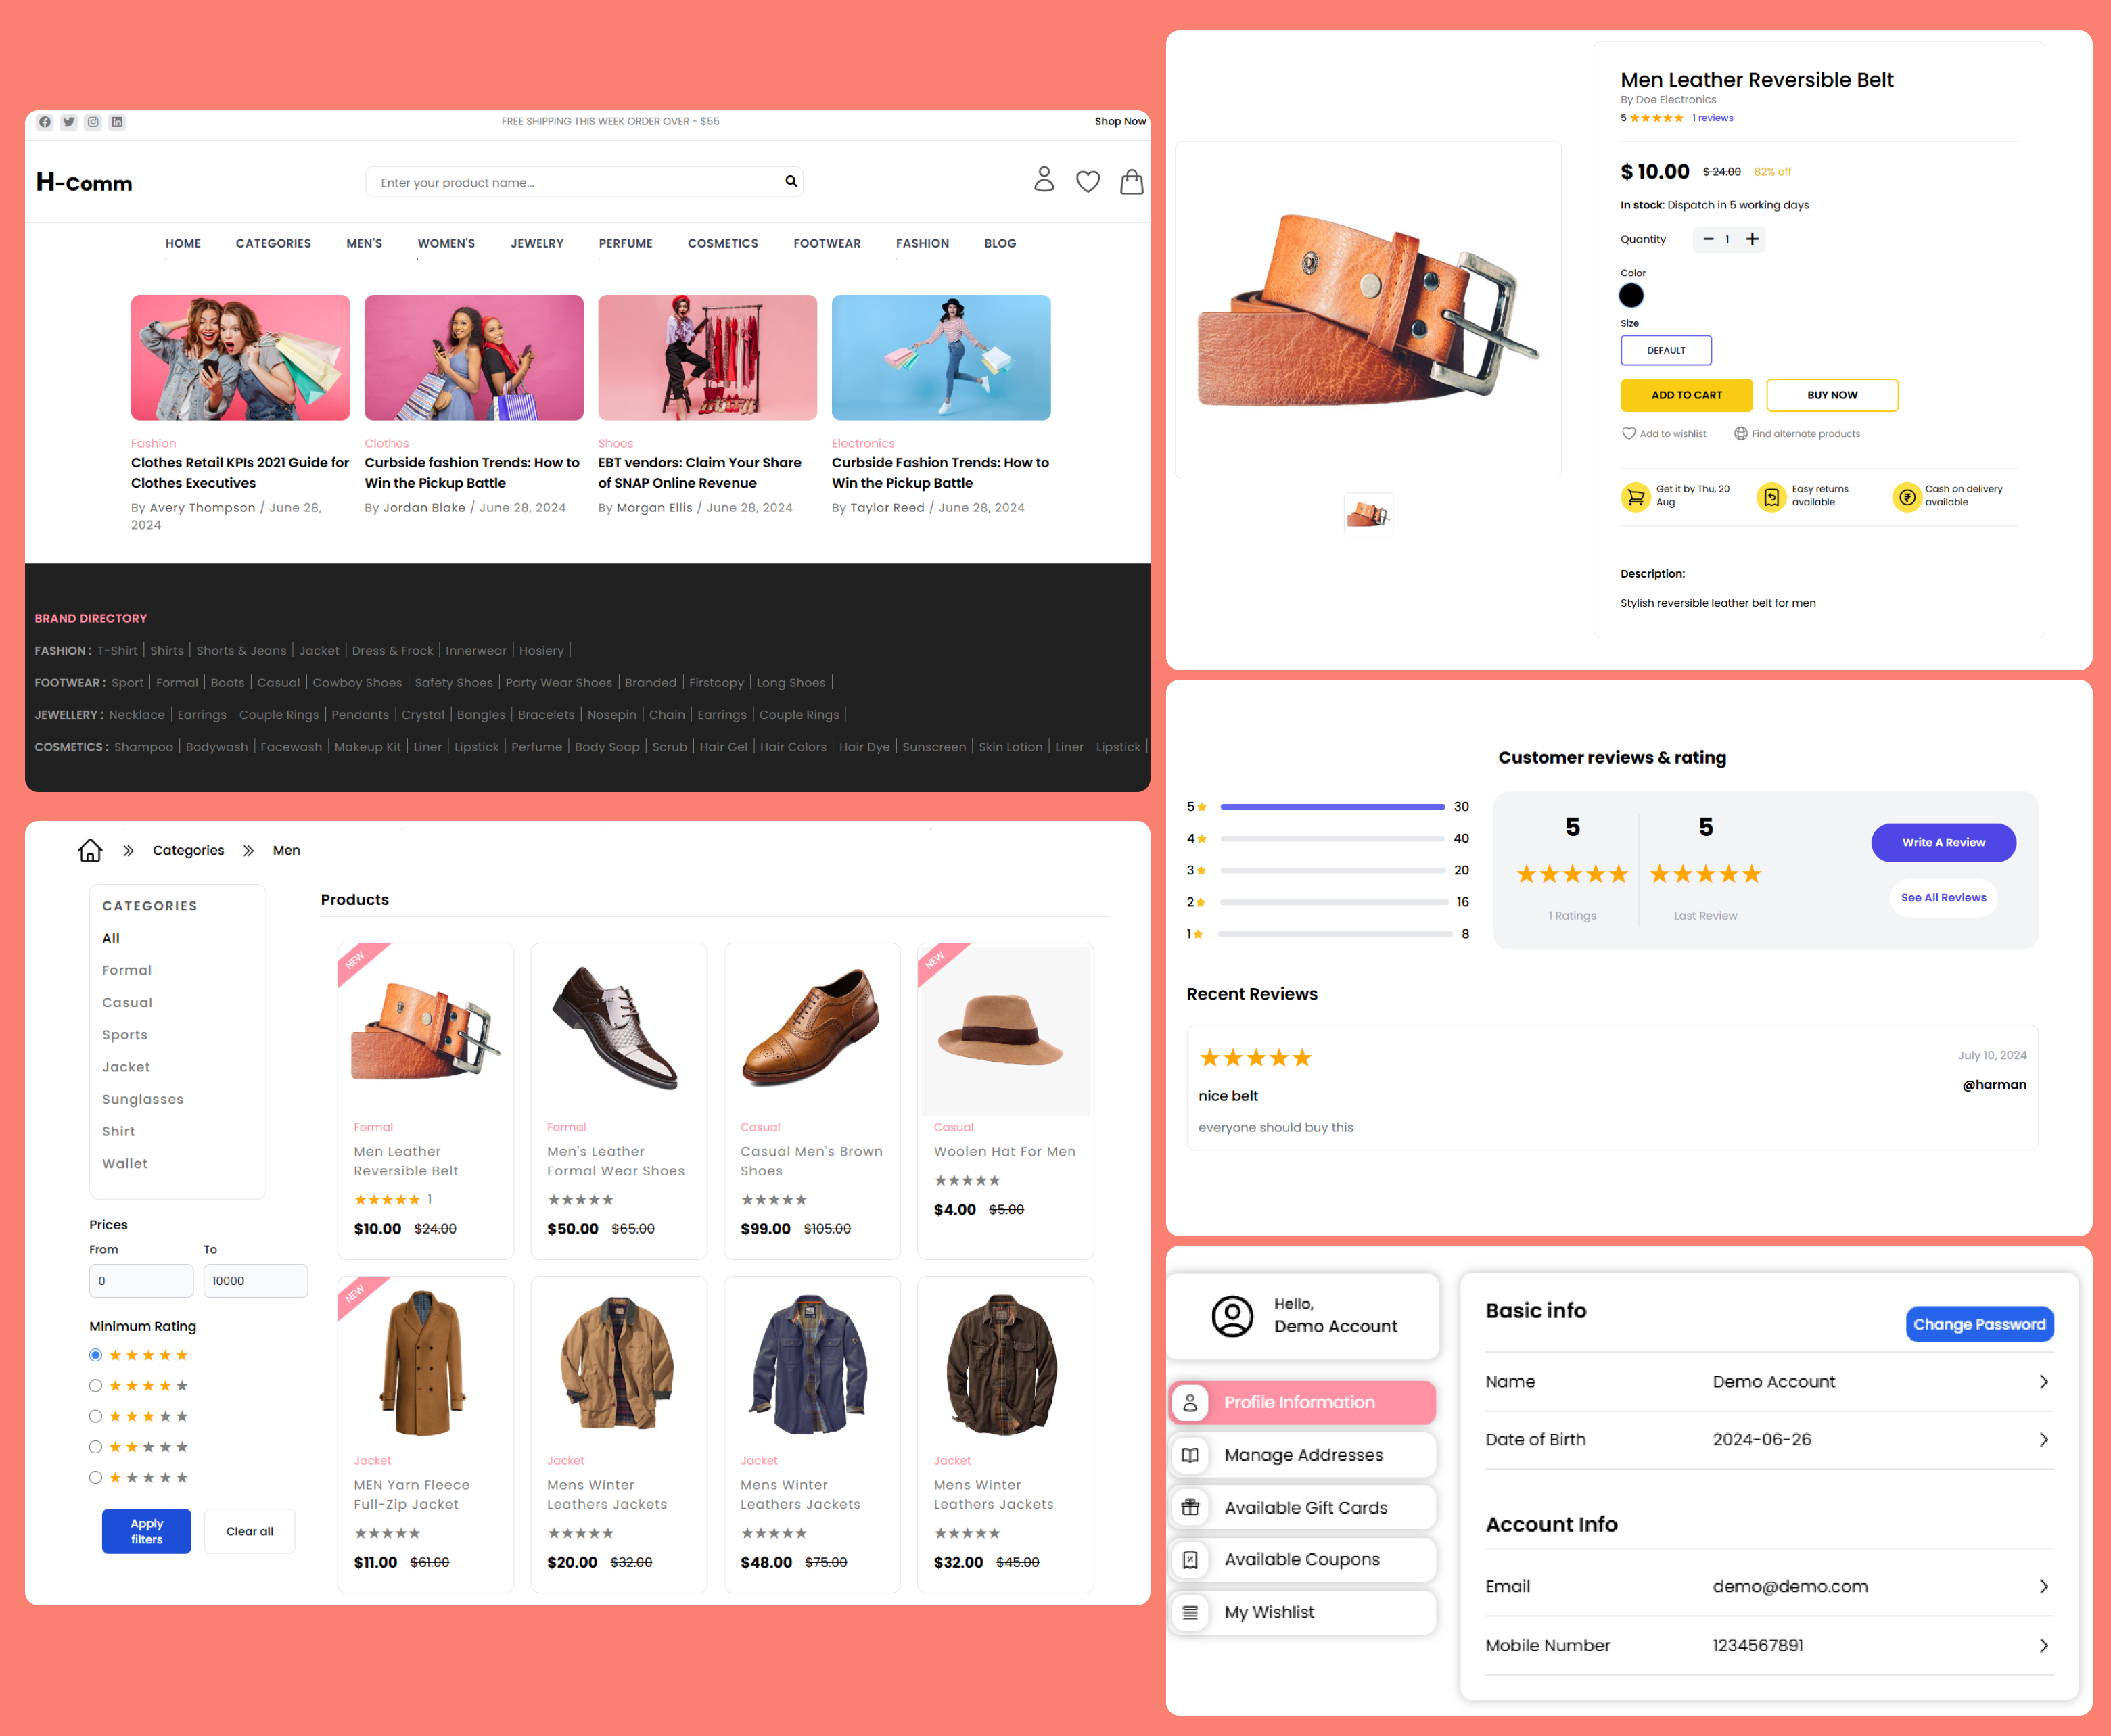 FREE SHIPPING THIS WEEK ORDER OVER - $55
Shop Now
H-Comm
Enter your product name...
HOME CATEGORIES MEN'S WOMEN'S JEWELRY PERFUME COSMETICS FOOTWEAR FASHION BLOG
Fashion
Clothes Retail KPIs 2021 Guide for
Clothes Executives
By Avery Thompson / June 28,
2024
Clothes
Curbside fashion Trends: How to
Win the Pickup Battle
By Jordan Blake / June 28, 2024
Shoes
EBT vendors: Claim Your Share
of SNAP Online Revenue
By Morgan Ellis / June 28, 2024
Electronics
Curbside Fashion Trends: How to
Win the Pickup Battle
By Taylor Reed / June 28, 2024
BRAND DIRECTORY
FASHION : T-Shirt | Shirts | Shorts & Jeans | Jacket | Dress & Frock | Innerwear | Hosiery |
FOOTWEAR : Sport | Formal | Boots | Casual | Cowboy Shoes | Safety Shoes | Party Wear Shoes | Branded | Firstcopy | Long Shoes |
JEWELLERY : Necklace | Earrings | Couple Rings | Pendants | Crystal | Bangles | Bracelets | Nosepin | Chain | Earrings | Couple Rings |
COSMETICS : Shampoo | Bodywash | Facewash | Makeup Kit | Liner | Lipstick | Perfume | Body Soap | Scrub | Hair Gel | Hair Colors | Hair Dye | Sunscreen | Skin Lotion | Liner | Lipstick |
Categories Men
CATEGORIES
All
Formal
Casual
Sports
Jacket
Sunglasses
Shirt
Wallet
Prices
From To
0 10000
Minimum Rating
Apply
filters
Clear all
Products
NEW
Formal
Men Leather
Reversible Belt
1
$10.00 $24.00
Formal
Men's Leather
Formal Wear Shoes
$50.00 $65.00
Casual
Casual Men's Brown
Shoes
$99.00 $105.00
NEW
Casual
Woolen Hat For Men
$4.00 $5.00
NEW
Jacket
MEN Yarn Fleece
Full-Zip Jacket
$11.00 $61.00
Jacket
Mens Winter
Leathers Jackets
$20.00 $32.00
Jacket
Mens Winter
Leathers Jackets
$48.00 $75.00
Jacket
Mens Winter
Leathers Jackets
$32.00 $45.00
Men Leather Reversible Belt
By Doe Electronics
5 1 reviews
$ 10.00 $ 24.00 82% off
In stock: Dispatch in 5 working days
Quantity 1
Color
Size
DEFAULT
ADD TO CART BUY NOW
Add to wishlist Find alternate products
Get it by Thu, 20
Aug
Easy returns
available
Cash on delivery
available
Description:
Stylish reversible leather belt for men
Customer reviews & rating
5 30
4 40
3 20
2 16
1 8
5
1 Ratings
5
Last Review
Write A Review
See All Reviews
Recent Reviews
July 10, 2024
@harman
nice belt
everyone should buy this
Hello,
Demo Account
Profile Information
Manage Addresses
Available Gift Cards
Available Coupons
My Wishlist
Basic info
Change Password
Name Demo Account
Date of Birth 2024-06-26
Account Info
Email demo@demo.com
Mobile Number 1234567891